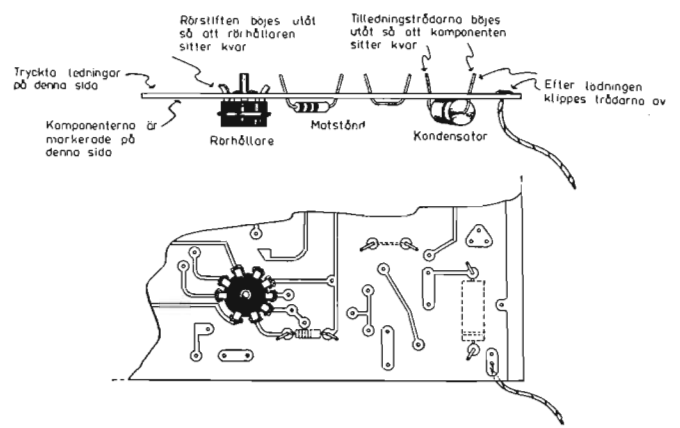 Rörstiften böjes utåt
så att rörhållaren
sitter kvar
Tilledningstrådarna böjes
utåt så att komponenten
sitter kvar
Tryckta ledningar
på denna sida
Efter lödningen
klippes trådarna av
Komponenterna är
markerade på
denna sida
Rörhållare
Motstånd
Kondensator